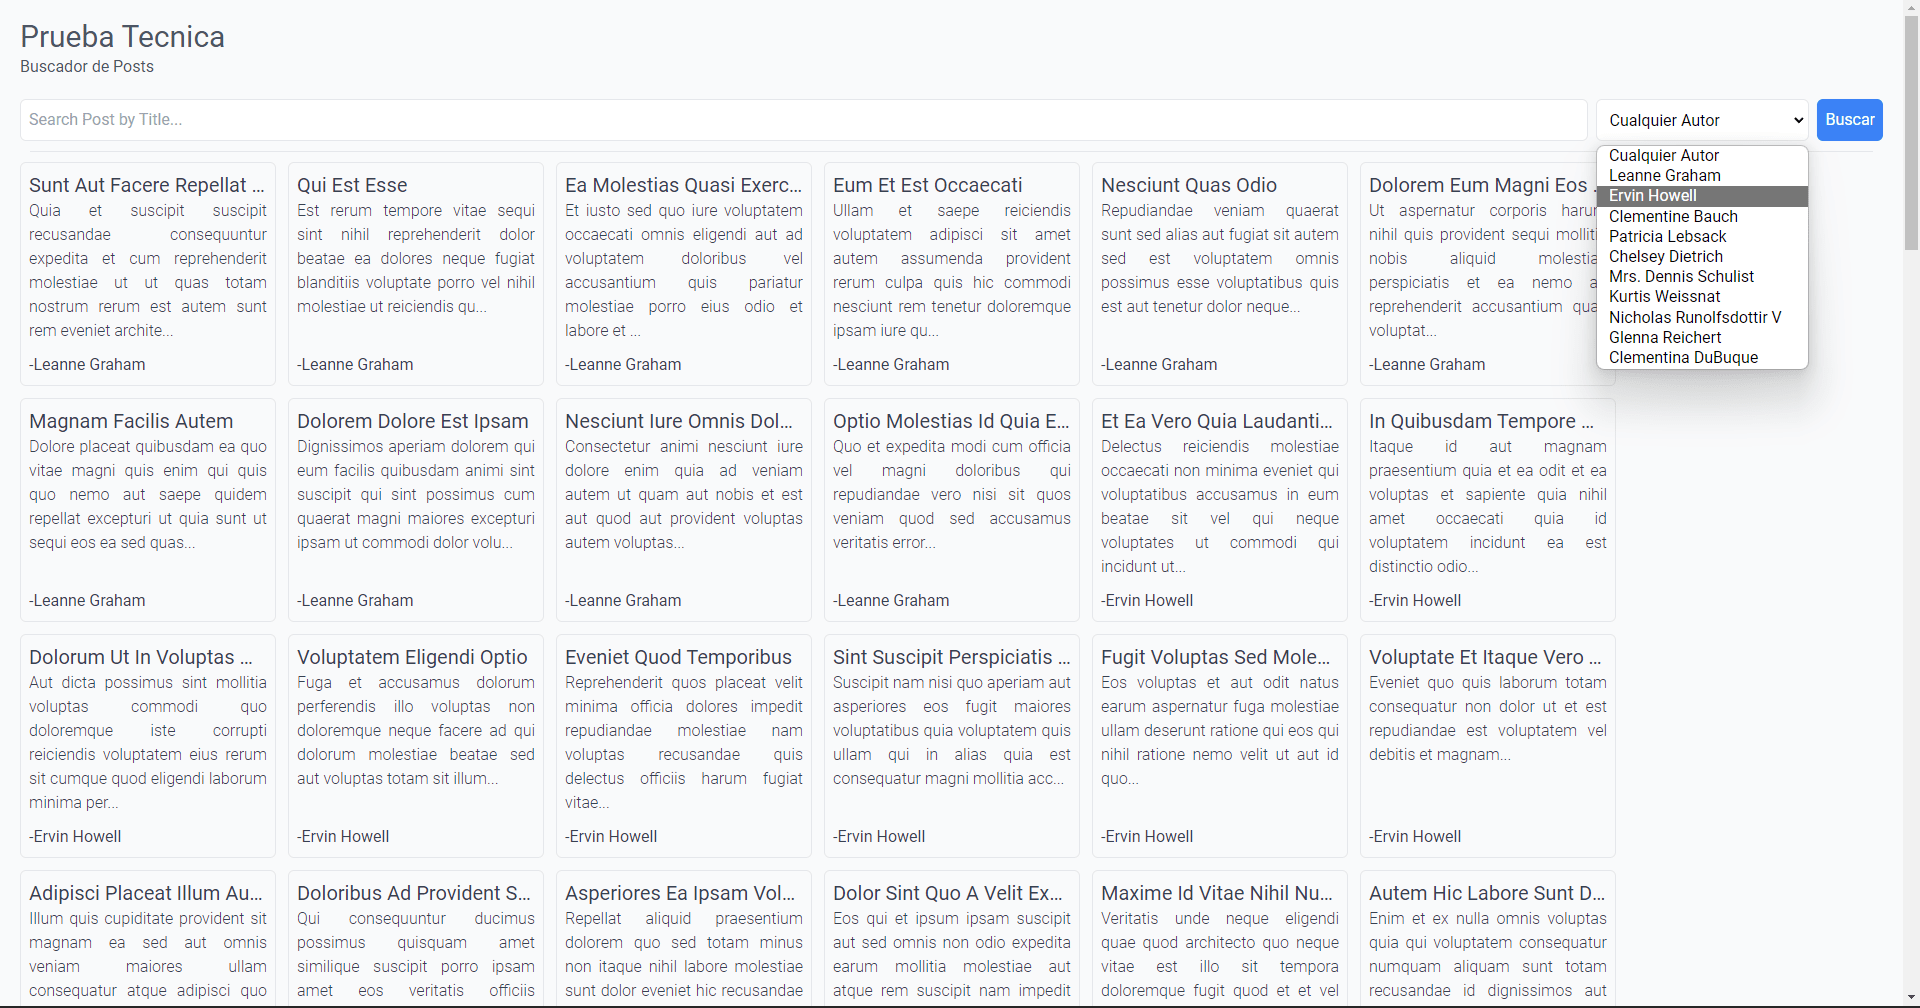 Prueba Tecnica
Buscador de Posts
Search Post by Title...
Cualquier Autor
Buscar
Cualquier Autor
Leanne Graham
Ervin Howell
Clementine Bauch
Patricia Lebsack
Chelsey Dietrich
Mrs. Dennis Schulist
Kurtis Weissnat
Nicholas Runolfsdottir V
Glenna Reichert
Clementina DuBuque
Sunt Aut Facere Repellat ...
Quia et suscipit suscipit
recusandae consequuntur
expedita et cum reprehenderit
molestiae ut ut quas totam
nostrum rerum est autem sunt
rem eveniet archite...
-Leanne Graham
Qui Est Esse
Est rerum tempore vitae sequi
sint nihil reprehenderit dolor
beatae ea dolores neque fugiat
blanditiis voluptate porro vel nihil
molestiae ut reiciendis qu...
-Leanne Graham
Ea Molestias Quasi Exerc...
Et iusto sed quo iure voluptatem
occaecati omnis eligendi aut ad
voluptatem doloribus vel
accusantium quis pariatur
molestiae porro eius odio et
labore et ...
-Leanne Graham
Eum Et Est Occaecati
Ullam et saepe reiciendis
voluptatem adipisci sit amet
autem assumenda provident
rerum culpa quis hic commodi
nesciunt rem tenetur doloremque
ipsam iure qu...
-Leanne Graham
Nesciunt Quas Odio
Repudiandae veniam quaerat
sunt sed alias aut fugiat sit autem
sed est voluptatem omnis
possimus esse voluptatibus quis
est aut tenetur dolor neque...
-Leanne Graham
Dolorem Eum Magni Eos .
Ut aspernatur corporis
nihil quis provident sequi
nobis aliquid
perspiciatis et ea nemo
reprehenderit accusantium
voluptat...
-Leanne Graham
Magnam Facilis Autem
Dolore placeat quibusdam ea quo
vitae magni quis enim qui quis
quo nemo aut saepe quidem
repellat excepturi ut quia sunt ut
sequi eos ea sed quas...
-Leanne Graham
Dolorem Dolore Est Ipsam
Dignissimos aperiam dolorem qui
eum facilis quibusdam animi sint
suscipit qui sint possimus cum
quaerat magni maiores excepturi
ipsam ut commodi dolor volu...
-Leanne Graham
Nesciunt Iure Omnis Dol...
Consectetur animi nesciunt iure
dolore enim quia ad veniam
autem ut quam aut nobis et est
aut quod aut provident voluptas
autem voluptas...
-Leanne Graham
Optio Molestias Id Quia E...
Quo et expedita modi cum officia
vel magni doloribus qui
repudiandae vero nisi sit quos
veniam quod sed accusamus
veritatis error...
-Leanne Graham
Et Ea Vero Quia Laudanti...
Delectus reiciendis molestiae
occaecati non minima eveniet qui
voluptatibus accusamus in eum
beatae sit vel qui neque
voluptates ut commodi qui
incidunt ut...
-Ervin Howell
In Quibusdam Tempore ...
Itaque id aut magnam
praesentium quia et ea odit et ea
voluptas et sapiente quia nihil
amet occaecati quia id
voluptatem incidunt ea est
distinctio odio...
-Ervin Howell
Dolorum Ut In Voluptas ...
Aut dicta possimus sint mollitia
voluptas commodi quo
doloremque iste corrupti
reiciendis voluptatem eius rerum
sit cumque quod eligendi laborum
minima per...
-Ervin Howell
Voluptatem Eligendi Optio
Fuga et accusamus dolorum
perferendis illo voluptas non
doloremque neque facere ad qui
dolorum molestiae beatae sed
aut voluptas totam sit illum...
-Ervin Howell
Eveniet Quod Temporibus
Reprehenderit quos placeat velit
minima officia dolores impedit
repudiandae molestiae nam
voluptas recusandae quis
delectus officiis harum fugiat
vitae...
-Ervin Howell
Sint Suscipit Perspiciatis ...
Suscipit nam nisi quo aperiam aut
asperiores eos fugit maiores
voluptatibus quia voluptatem quis
ullam qui in alias quia est
consequatur magni mollitia acc...
-Ervin Howell
Fugit Voluptas Sed Mole...
Eos voluptas et aut odit natus
earum aspernatur fuga molestiae
ullam deserunt ratione qui eos qui
nihil ratione nemo velit ut aut id
quo...
-Ervin Howell
Voluptate Et Itaque Vero ...
Eveniet quo quis laborum totam
consequatur non dolor ut et est
repudiandae est voluptatem vel
debitis et magnam...
-Ervin Howell
Adipisci Placeat Illum Au...
Illum quis cupiditate provident sit
magnam ea sed aut omnis
veniam maiores ullam
consequatur atque adipisci quo
Doloribus Ad Provident S...
Qui consequuntur ducimus
possimus quisquam amet
similique suscipit porro ipsam
amet eos veritatis officiis
Asperiores Ea Ipsam Vol...
Repellat aliquid praesentium
dolorem quo sed totam minus
non itaque nihil labore molestiae
sunt dolor eveniet hic recusandae
Dolor Sint Quo A Velit Ex...
Eos qui et ipsum ipsam suscipit
aut sed omnis non odio expedita
earum mollitia molestiae aut
atque rem suscipit nam impedit
Maxime Id Vitae Nihil Nu...
Veritatis unde neque eligendi
quae quod architecto quo neque
vitae est illo sit tempora
doloremque fugit quod et et vel
Autem Hic Labore Sunt D...
Enim et ex nulla omnis voluptas
quia qui voluptatem consequatur
numquam aliquam sunt totam
recusandae id dignissimos aut